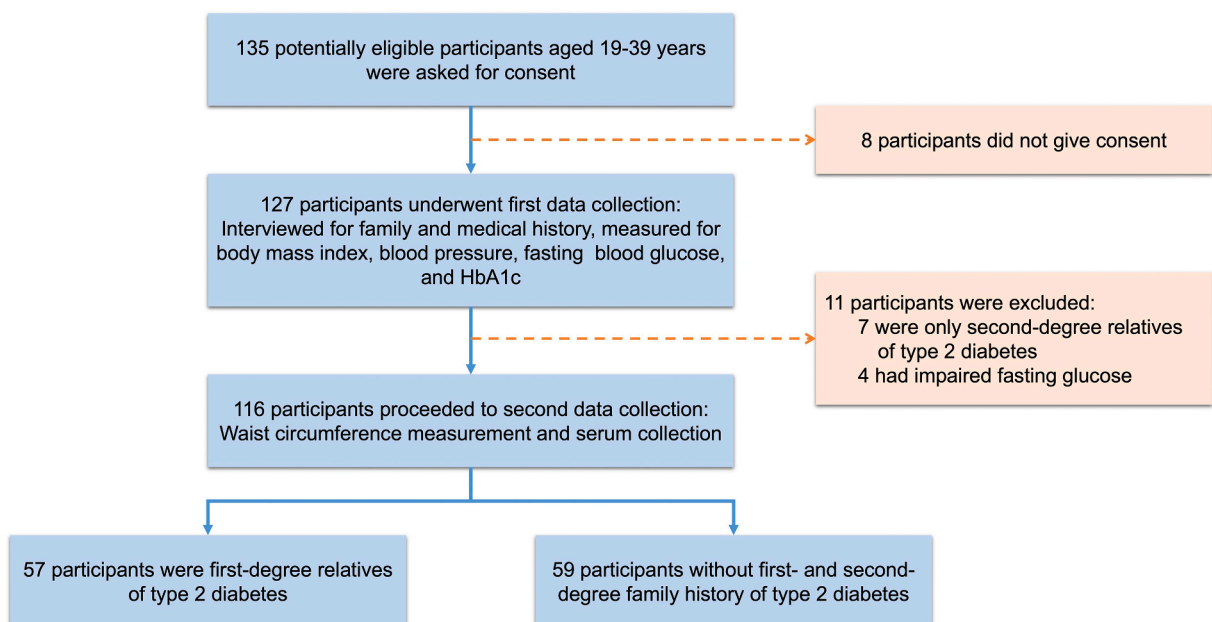 135 potentially eligible participants aged 19-39 years
were asked for consent
8 participants did not give consent
127 participants underwent first data collection:
Interviewed for family and medical history, measured for
body mass index, blood pressure, fasting blood glucose,
and HbA1c
11 participants were excluded:
7 were only second-degree relatives
of type 2 diabetes
4 had impaired fasting glucose
116 participants proceeded to second data collection:
Waist circumference measurement and serum collection
57 participants were first-degree relatives
of type 2 diabetes
59 participants without first- and second-
degree family history of type 2 diabetes